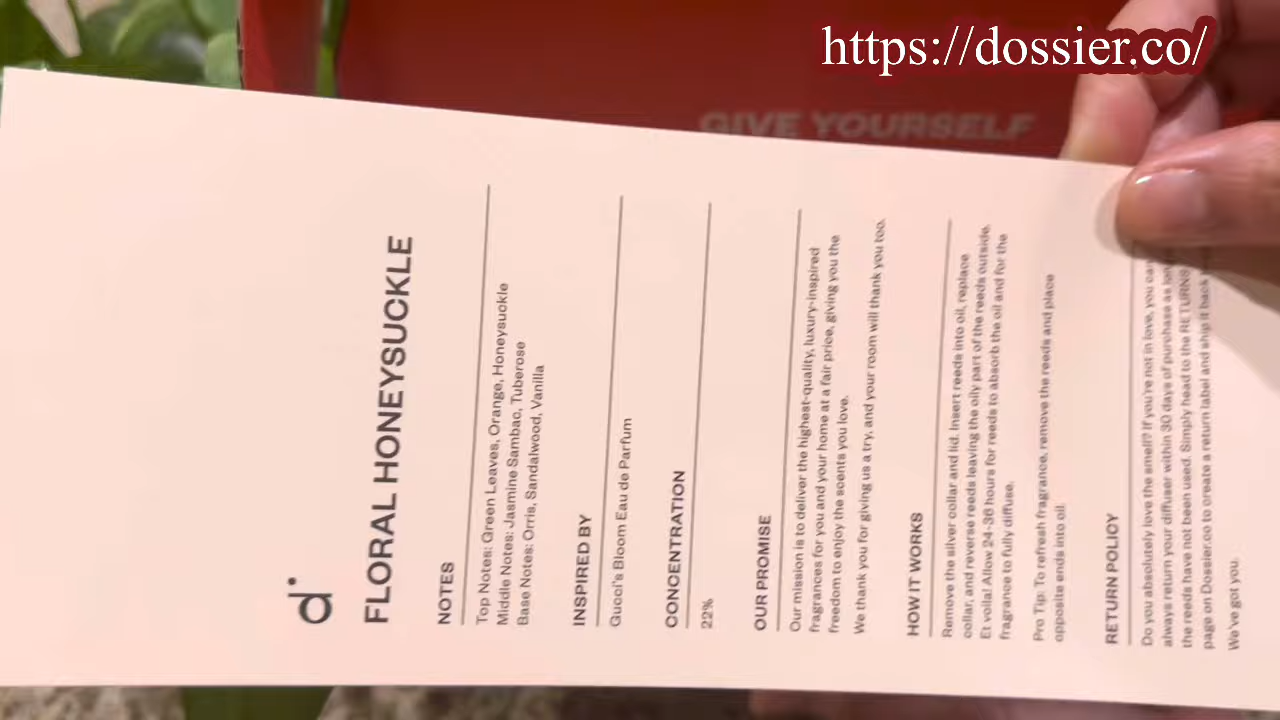 https://dossier.co/
GIVE YOURSELF
d°
FLORAL HONEYSUCKLE
NOTES
Top Notes: Green Leaves, Orange, Honeysuckle
Middle Notes: Jasmine Sambac, Tuberose
Base Notes: Orris, Sandalwood, Vanilla
INSPIRED BY
Gucci's Bloom Eau de Parfum
CONCENTRATION
22%
OUR PROMISE
Our mission is to deliver the highest-quality, luxury-inspired
fragrances for you and your home at a fair price, giving you the
freedom to enjoy the scents you love.
We thank you for giving us a try, and your room will thank you too.
HOW IT WORKS
Remove the silver collar and lid. Insert reeds into oil, replace
collar, and reverse reeds leaving the oily part of the reeds outside.
Et voila! Allow 24-36 hours for reeds to absorb the oil and for the
fragrance to fully diffuse.
Pro Tip: To refresh fragrance, remove the reeds and place
opposite ends into oil.
RETURN POLICY
Do you absolutely love the smell? If you're not in love, you can
always return your diffuser within 30 days of purchase as long
the reeds have not been used. Simply head to the RETURNS
page on Dossier.co to create a return label and ship it back
We've got you.